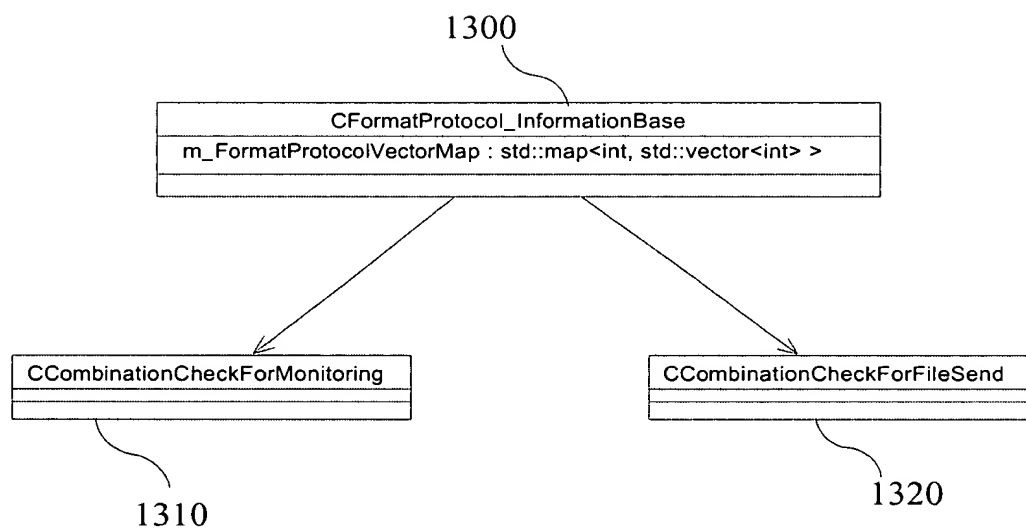 1300
CFormatProtocol_InformationBase
m_FormatProtocolVectorMap : std::map<int, std::vector<int> >
CCombinationCheckForMonitoring
CCombinationCheckForFileSend
1310
1320